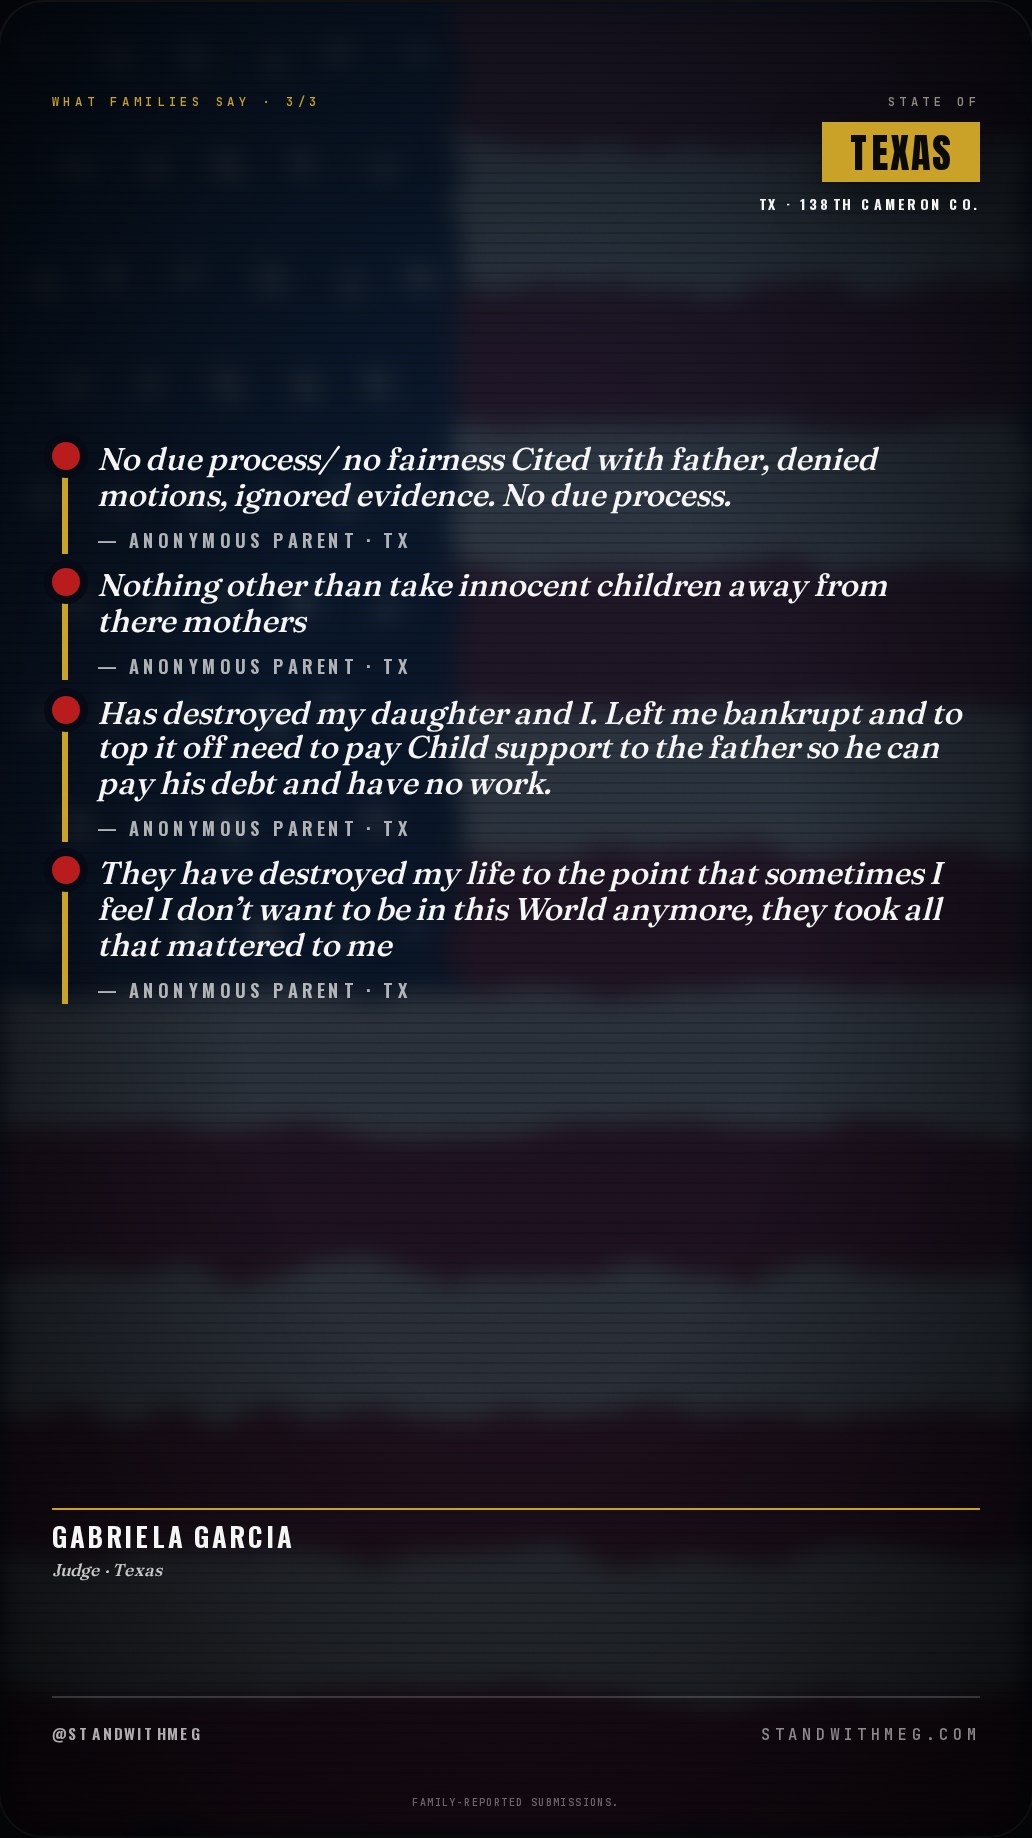 WHAT FAMILIES SAY · 3/3
STATE OF
TEXAS
TX · 138TH CAMERON CO.
No due process/ no fairness Cited with father, denied
motions, ignored evidence. No due process.
— ANONYMOUS PARENT · TX
Nothing other than take innocent children away from
there mothers
— ANONYMOUS PARENT · TX
Has destroyed my daughter and I. Left me bankrupt and to
top it off need to pay Child support to the father so he can
pay his debt and have no work.
— ANONYMOUS PARENT · TX
They have destroyed my life to the point that sometimes I
feel I don’t want to be in this World anymore, they took all
that mattered to me
— ANONYMOUS PARENT · TX
GABRIELA GARCIA
Judge · Texas
@STANDWITHMEG
STANDWITHMEG.COM
FAMILY-REPORTED SUBMISSIONS.